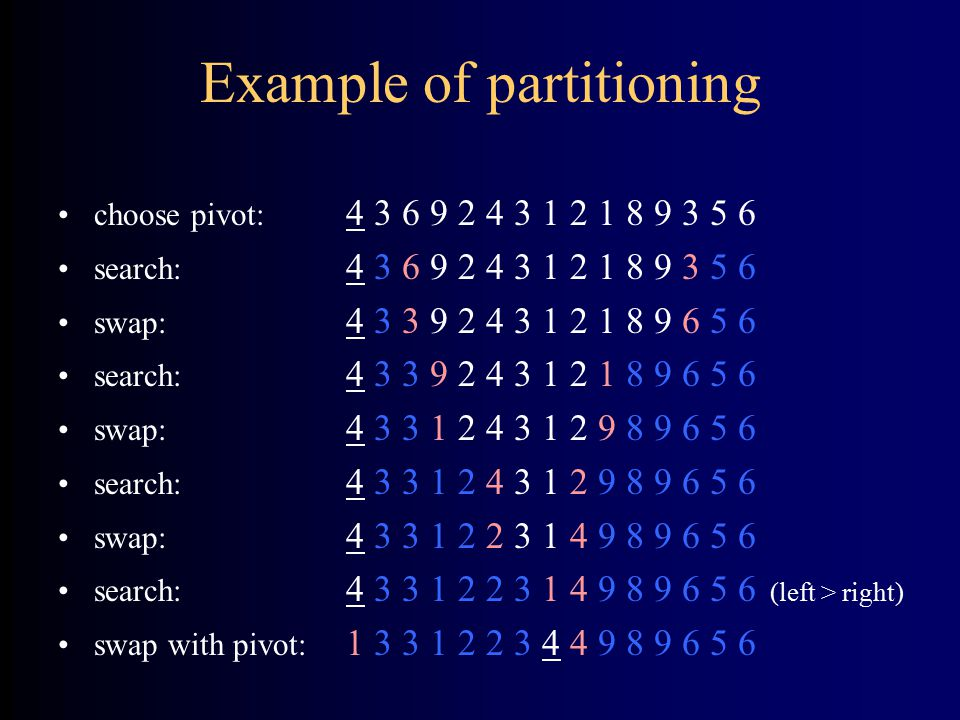 Example of partitioning
• choose pivot: 4 3 6 9 2 4 3 1 2 1 8 9 3 5 6
• search: 4 3 6 9 2 4 3 1 2 1 8 9 3 5 6
• swap: 4 3 3 9 2 4 3 1 2 1 8 9 6 5 6
• search: 4 3 3 9 2 4 3 1 2 1 8 9 6 5 6
• swap: 4 3 3 1 2 4 3 1 2 9 8 9 6 5 6
• search: 4 3 3 1 2 4 3 1 2 9 8 9 6 5 6
• swap: 4 3 3 1 2 2 3 1 4 9 8 9 6 5 6
• search: 4 3 3 1 2 2 3 1 4 9 8 9 6 5 6 (left > right)
• swap with pivot: 1 3 3 1 2 2 3 4 4 9 8 9 6 5 6